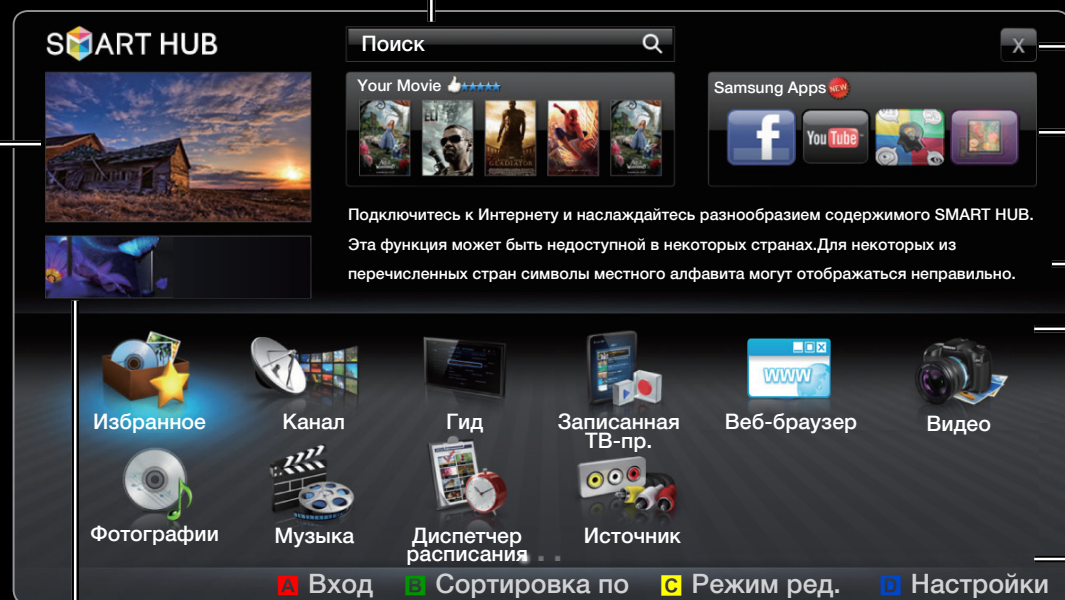 SMART HUB
Поиск
X
Your Movie
Samsung Apps NEW
ELI
GLADIATOR
f
You Tube
Подключитесь к Интернету и наслаждайтесь разнообразием содержимого SMART HUB.
Эта функция может быть недоступной в некоторых странах.Для некоторых из
перечисленных стран символы местного алфавита могут отображаться неправильно.
www
Избранное
Канал
Гид
Записанная
ТВ-пр.
Веб-браузер
Видео
Фотографии
Музыка
Диспетчер
расписания
Источник
A Вход
B Сортировка по
C Режим ред.
D Настройки